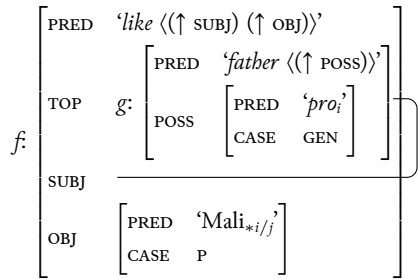 PRED ‘like ⟨(↑ SUBJ) (↑ OBJ)⟩’
PRED ‘father ⟨(↑ POSS)⟩’
TOP g: PRED ‘proᵢ’
POSS
CASE GEN
f:
SUBJ
PRED ‘Mali∗i/j’
OBJ
CASE P